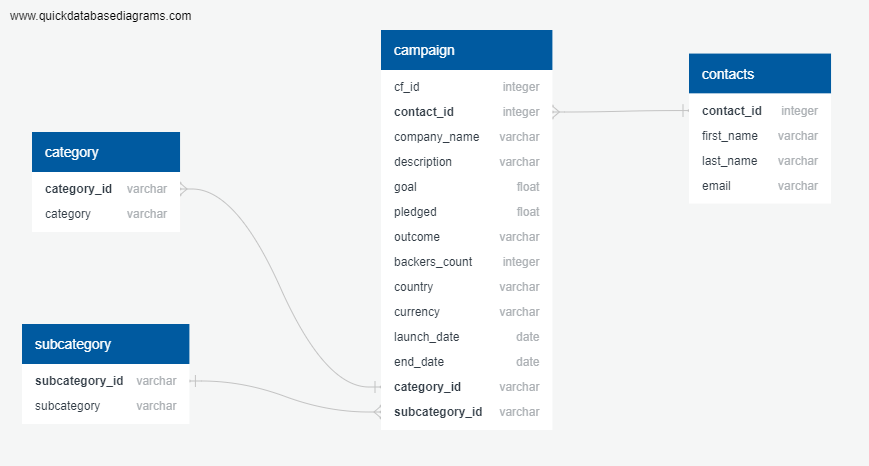 www.quickdatabasediagrams.com
campaign
cf_id integer
contact_id integer
company_name varchar
description varchar
goal float
pledged float
outcome varchar
backers_count integer
country varchar
currency varchar
launch_date date
end_date date
category_id varchar
subcategory_id varchar
contacts
contact_id integer
first_name varchar
last_name varchar
email varchar
category
category_id varchar
category varchar
subcategory
subcategory_id varchar
subcategory varchar